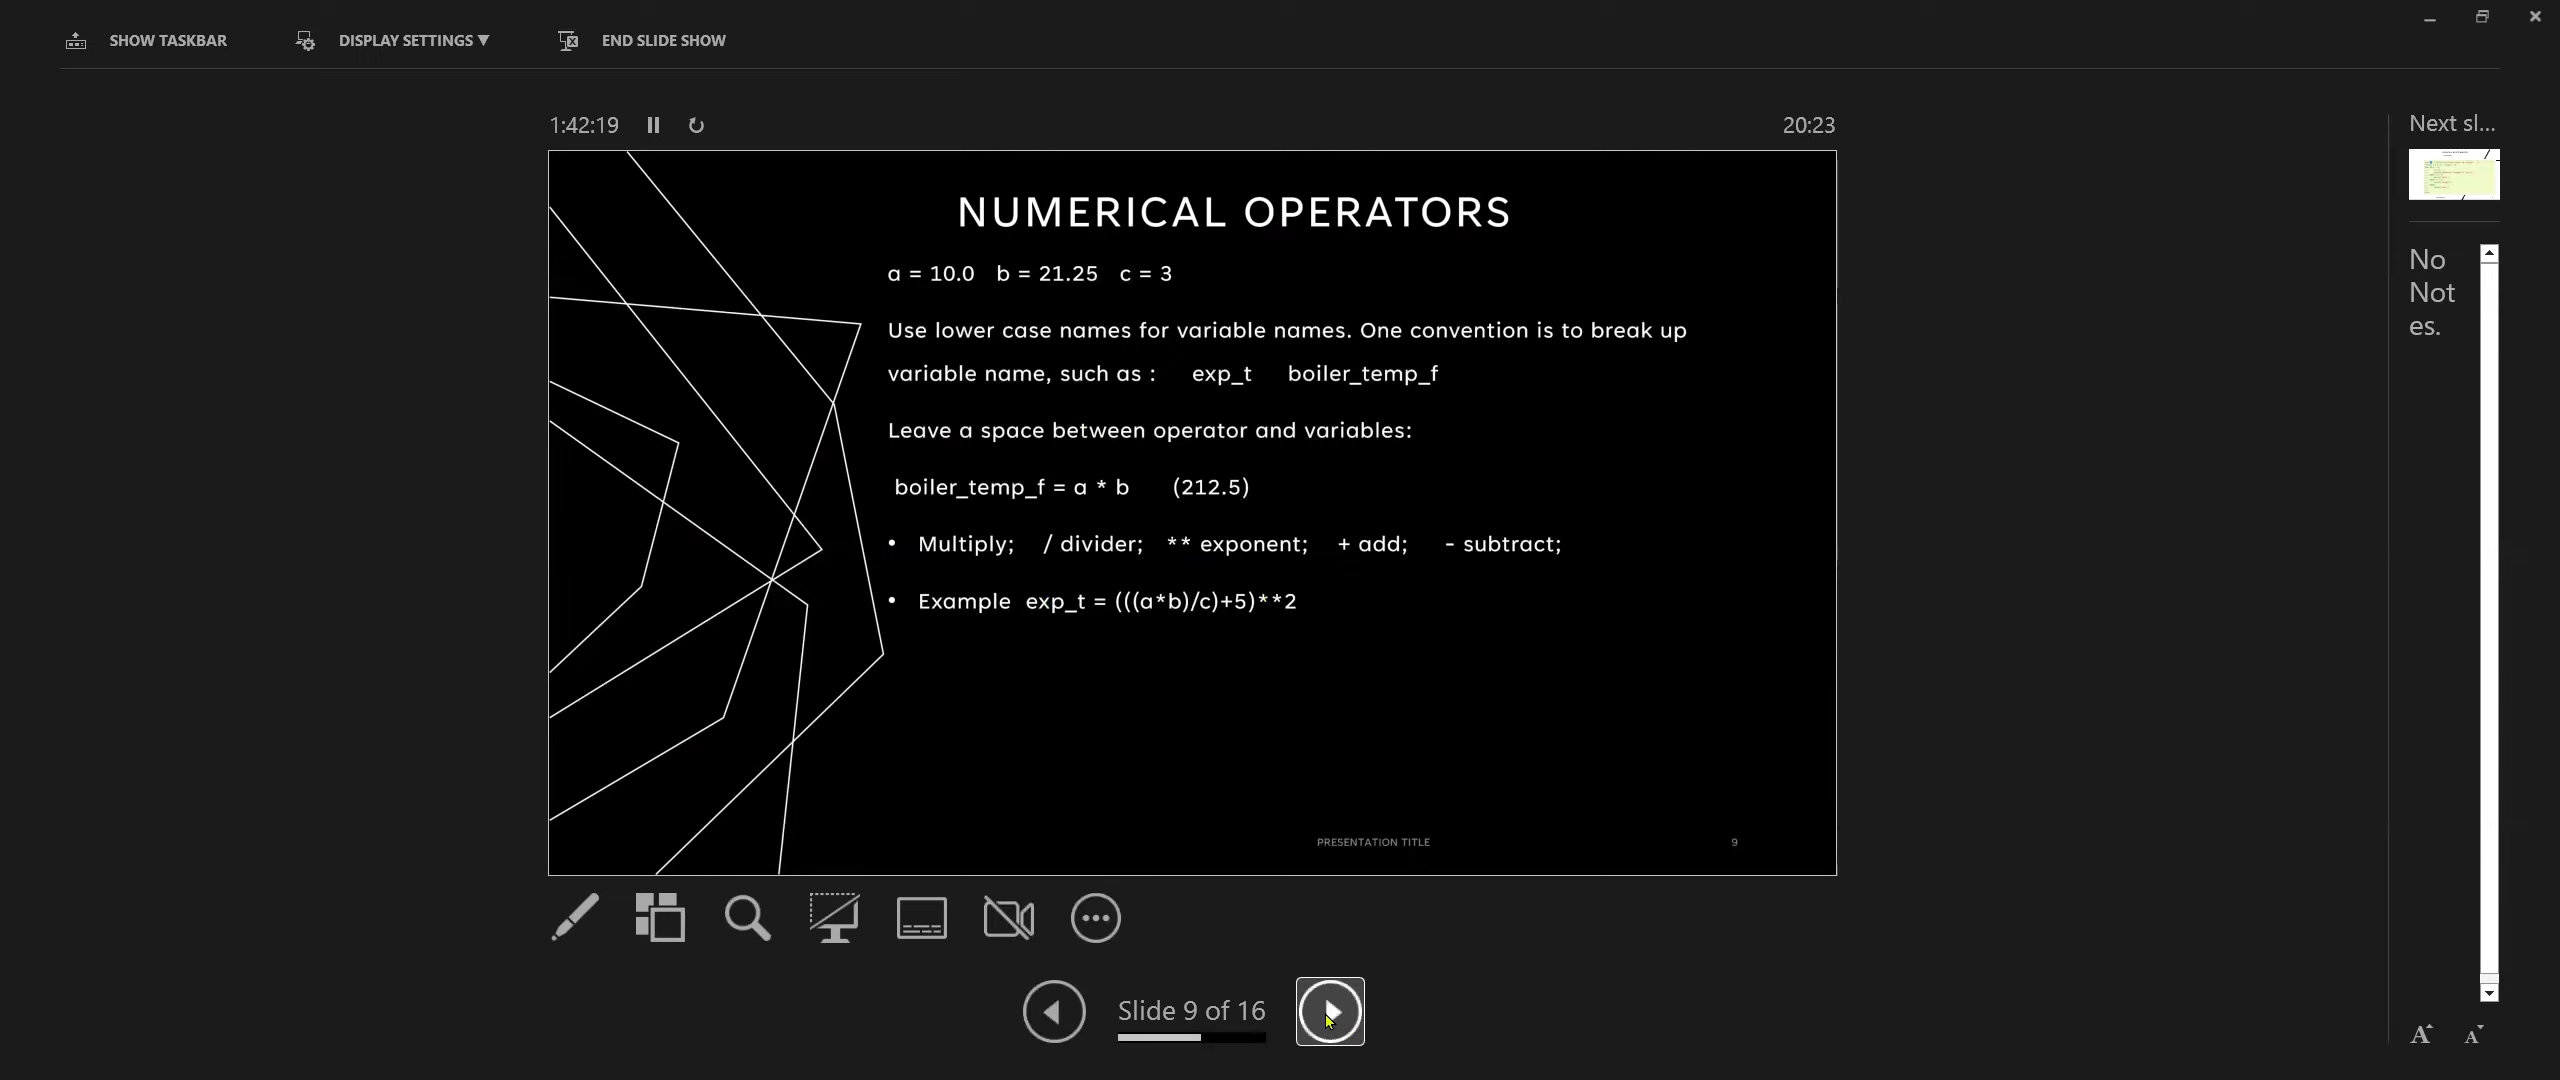 SHOW TASKBAR
DISPLAY SETTINGS ▼
END SLIDE SHOW
1:42:19
20:23
Next sl...
NUMERICAL OPERATORS
a = 10.0 b = 21.25 c = 3
Use lower case names for variable names. One convention is to break up
variable name, such as : exp_t boiler_temp_f
Leave a space between operator and variables:
boiler_temp_f = a * b (212.5)
• Multiply; / divider; ** exponent; + add; - subtract;
• Example exp_t = (((a*b)/c)+5)**2
PRESENTATION TITLE
9
No
Not
es.
Slide 9 of 16
A
A